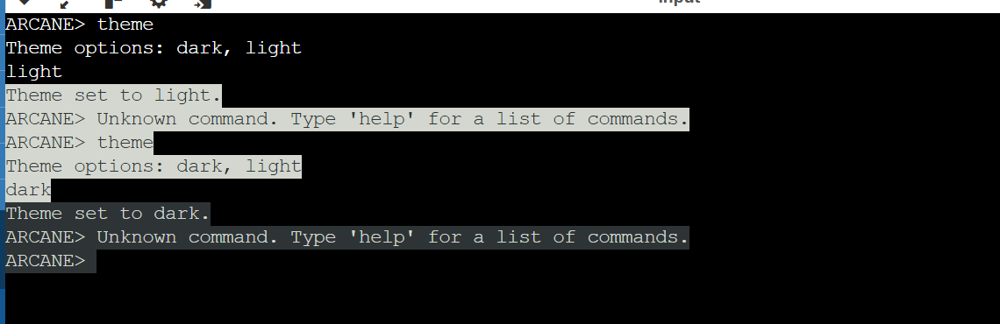 input
ARCANE> theme
Theme options: dark, light
light
Theme set to light.
ARCANE> Unknown command. Type 'help' for a list of commands.
ARCANE> theme
Theme options: dark, light
dark
Theme set to dark.
ARCANE> Unknown command. Type 'help' for a list of commands.
ARCANE>